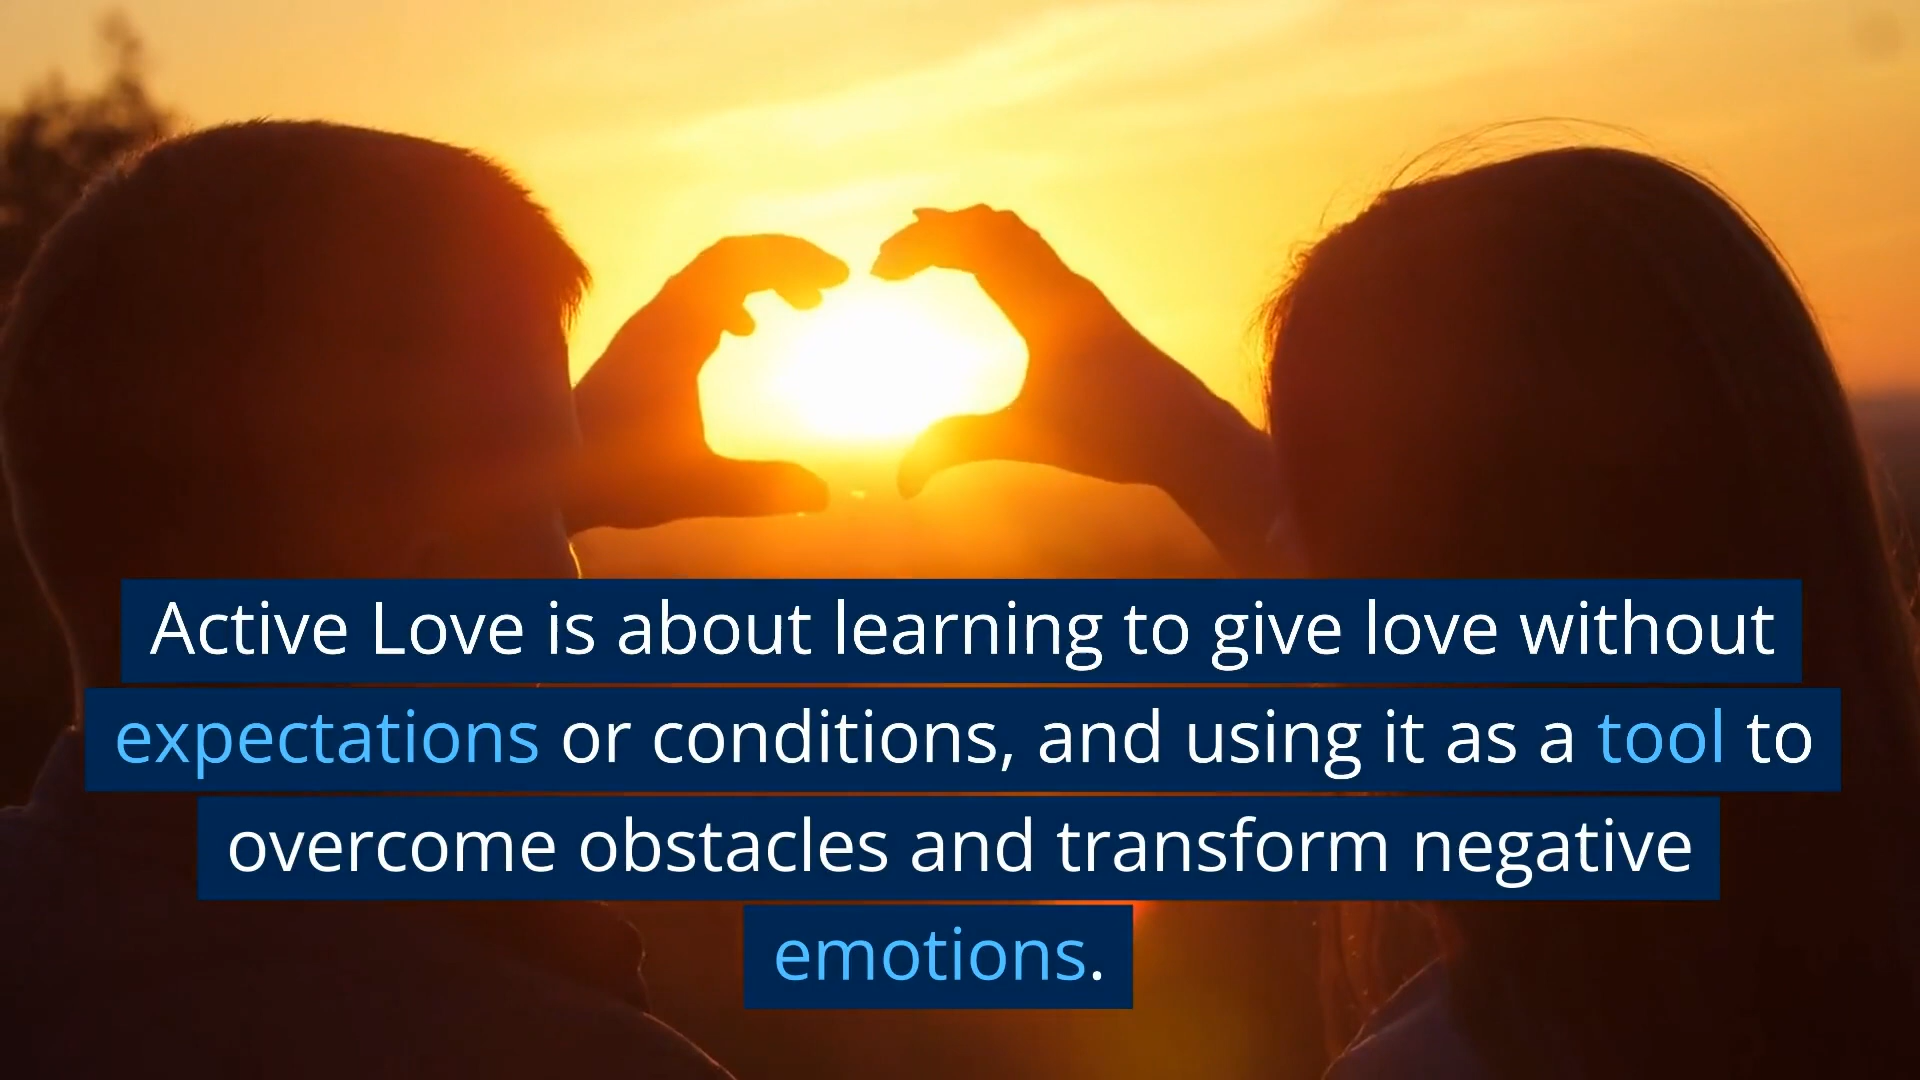 Active Love is about learning to give love without
expectations or conditions, and using it as a tool to
overcome obstacles and transform negative
emotions.